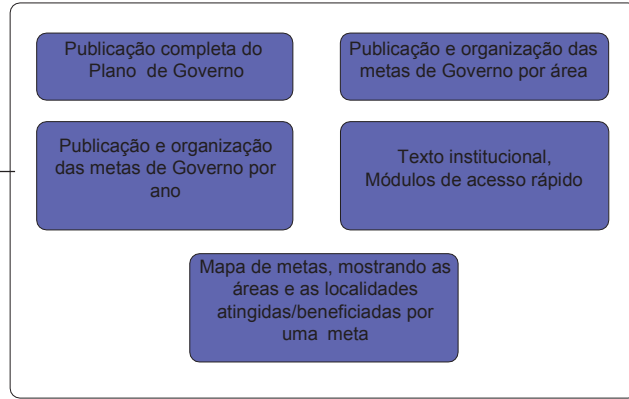 Publicação completa do
Plano de Governo
Publicação e organização das
metas de Governo por área
Publicação e organização
das metas de Governo por
ano
Texto institucional,
Módulos de acesso rápido
Mapa de metas, mostrando as
áreas e as localidades
atingidas/beneficiadas por
uma meta